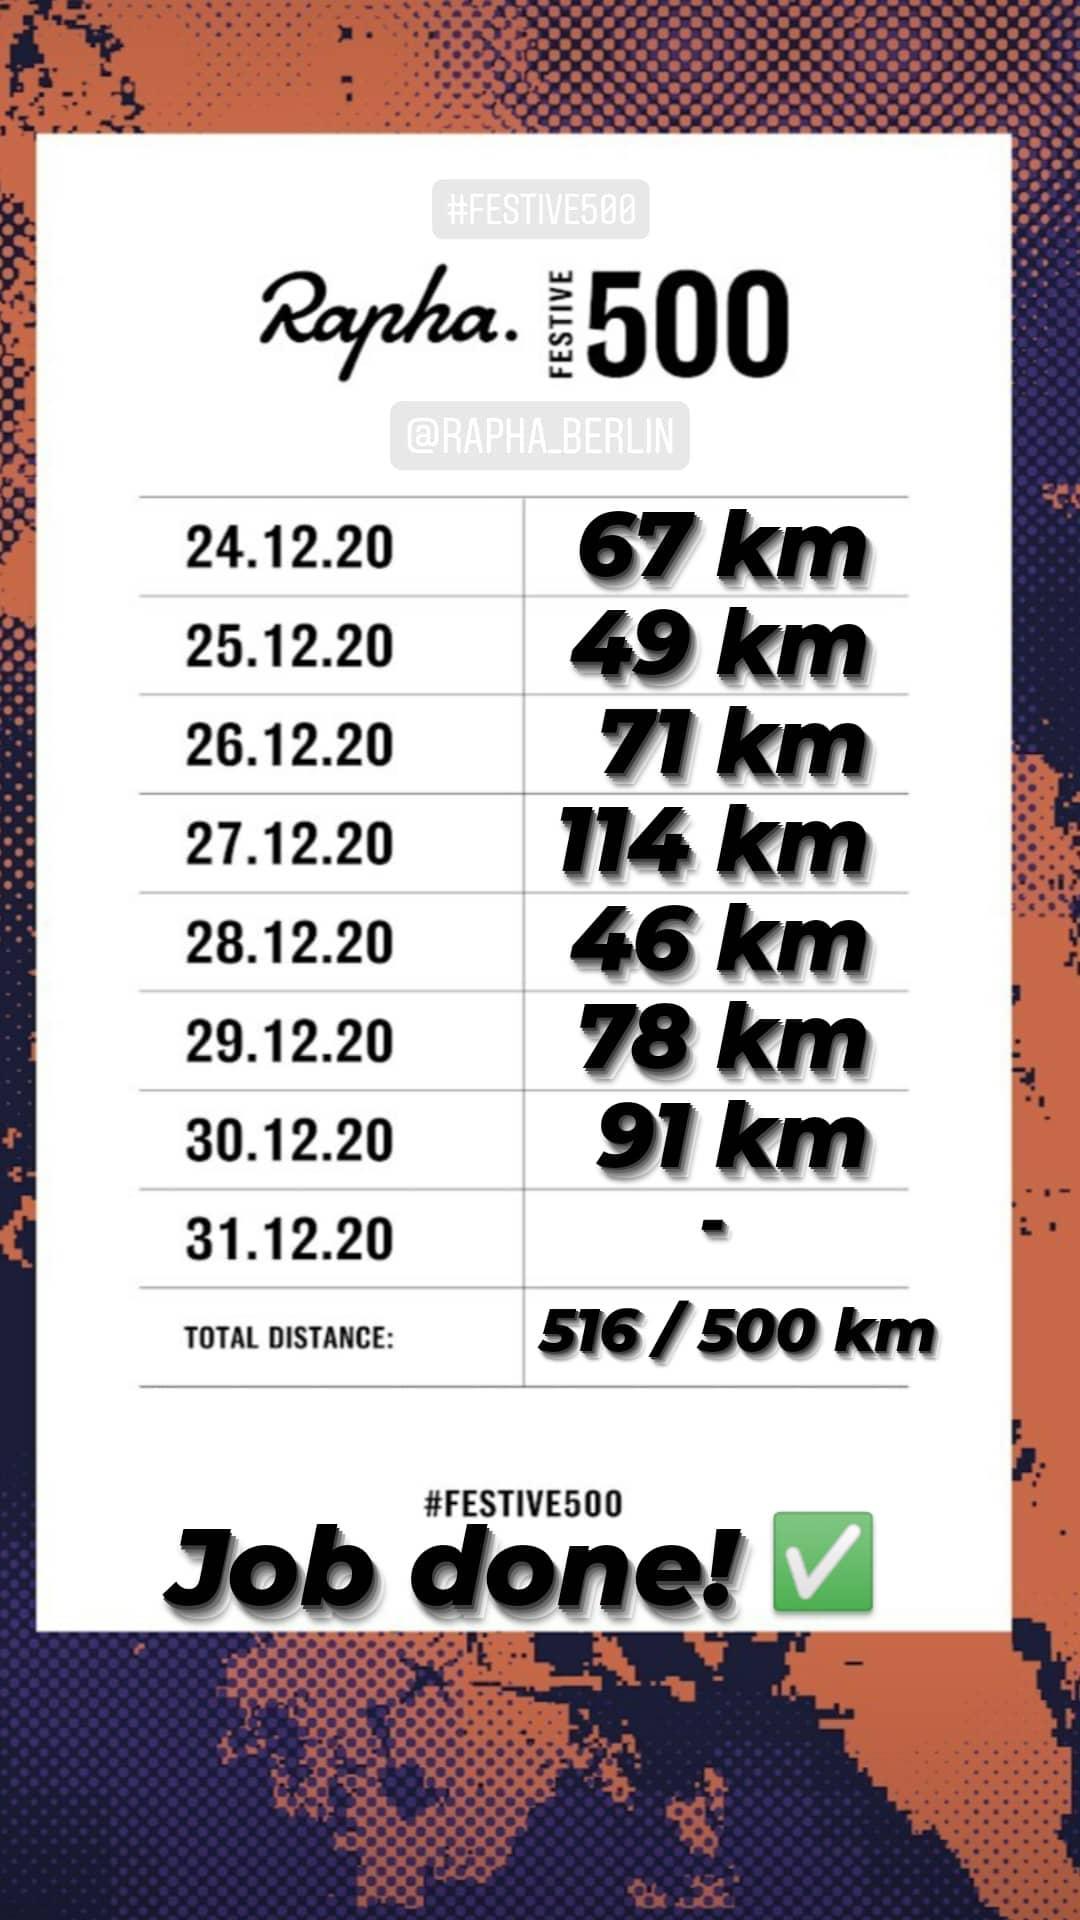 #FESTIVE500
Rapha. FESTIVE 500
@RAPHA_BERLIN
24.12.20 67 km
25.12.20 49 km
26.12.20 71 km
27.12.20 114 km
28.12.20 46 km
29.12.20 78 km
30.12.20 91 km
31.12.20 -
TOTAL DISTANCE: 516 / 500 km
#FESTIVE500
Job done! ✅